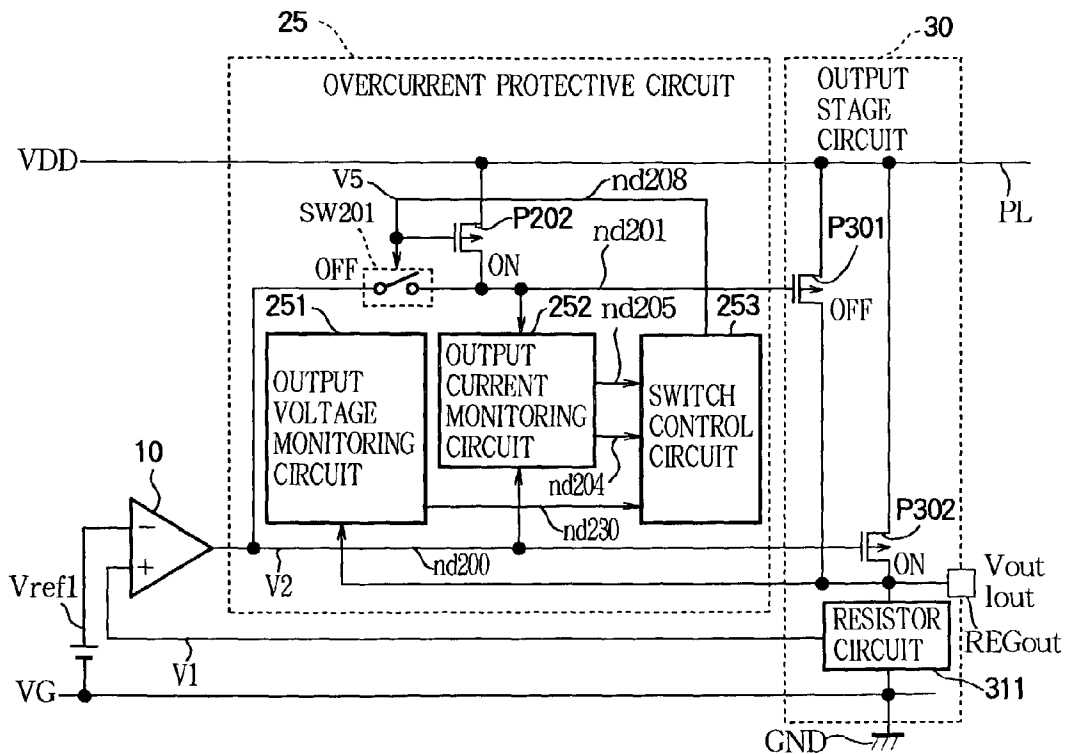 25
30
OVERCURRENT PROTECTIVE CIRCUIT
OUTPUT
STAGE
CIRCUIT
VDD
PL
V5
nd208
SW201
P202
nd201
P301
OFF
ON
OFF
251
252
nd205
253
OUTPUT
VOLTAGE
MONITORING
CIRCUIT
OUTPUT
CURRENT
MONITORING
CIRCUIT
SWITCH
CONTROL
CIRCUIT
nd204
nd230
10
−
+
P302
ON
V2
nd200
Vref1
Vout
Iout
REGout
RESISTOR
CIRCUIT
V1
311
VG
GND